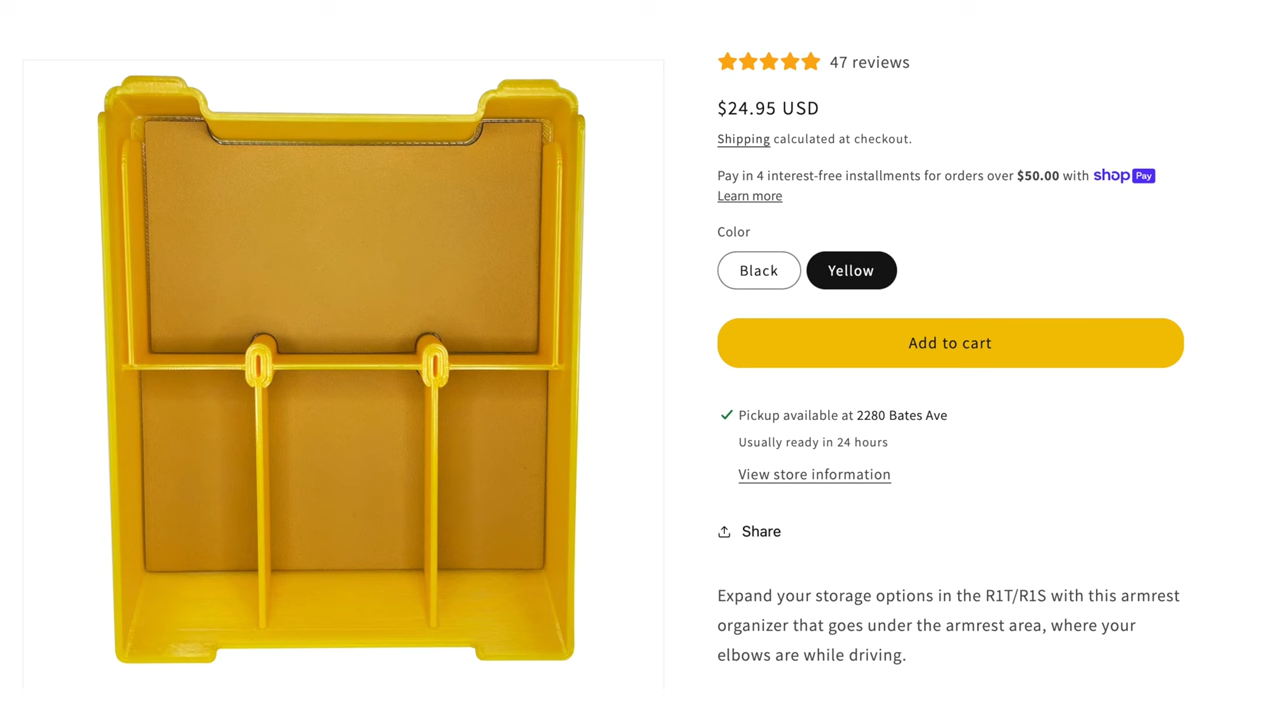 47 reviews
$24.95 USD
Shipping calculated at checkout.
Pay in 4 interest-free installments for orders over $50.00 with shop Pay
Learn more
Color
Black Yellow
Add to cart
Pickup available at 2280 Bates Ave
Usually ready in 24 hours
View store information
Share
Expand your storage options in the R1T/R1S with this armrest
organizer that goes under the armrest area, where your
elbows are while driving.